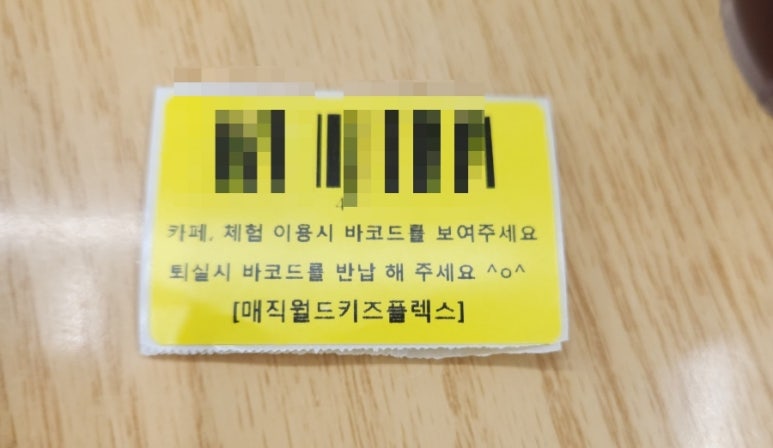 4
카페, 체험 이용시 바코드를 보여주세요
퇴실시 바코드를 반납 해 주세요 ^o^
[매직월드키즈플렉스]